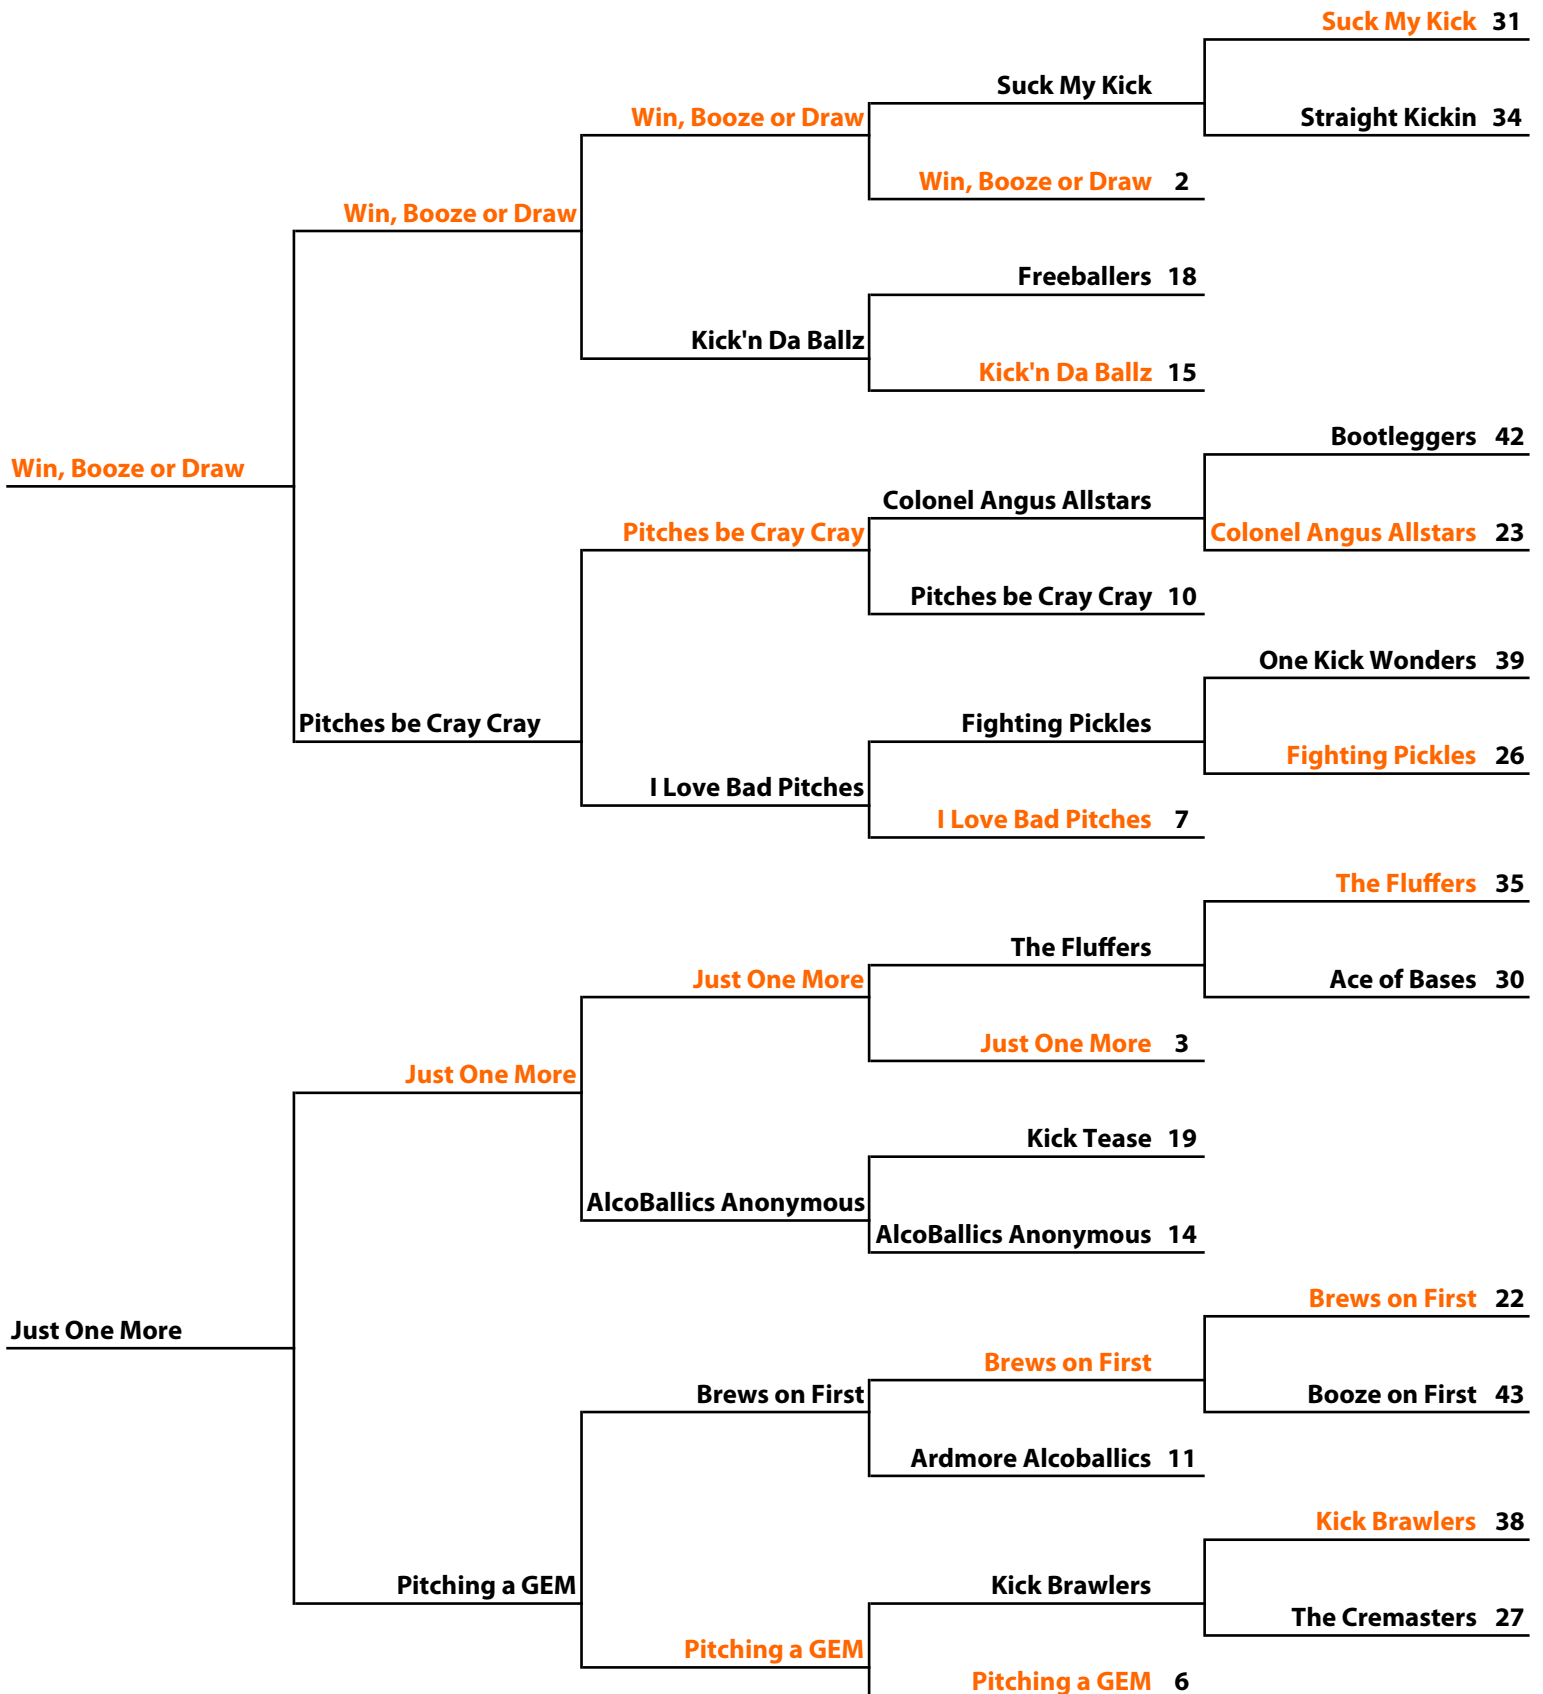 Suck My Kick 31
Suck My Kick
Win, Booze or Draw
Straight Kickin 34
Win, Booze or Draw 2
Win, Booze or Draw
Freeballers 18
Kick'n Da Ballz
Kick'n Da Ballz 15
Bootleggers 42
Win, Booze or Draw
Colonel Angus Allstars
Pitches be Cray Cray
Colonel Angus Allstars 23
Pitches be Cray Cray 10
One Kick Wonders 39
Pitches be Cray Cray
Fighting Pickles
Fighting Pickles 26
I Love Bad Pitches
I Love Bad Pitches 7
The Fluffers 35
The Fluffers
Just One More
Ace of Bases 30
Just One More 3
Just One More
Kick Tease 19
AlcoBallics Anonymous
AlcoBallics Anonymous 14
Brews on First 22
Just One More
Brews on First
Brews on First
Booze on First 43
Ardmore Alcoballics 11
Kick Brawlers 38
Pitching a GEM
Kick Brawlers
The Cremasters 27
Pitching a GEM
Pitching a GEM 6